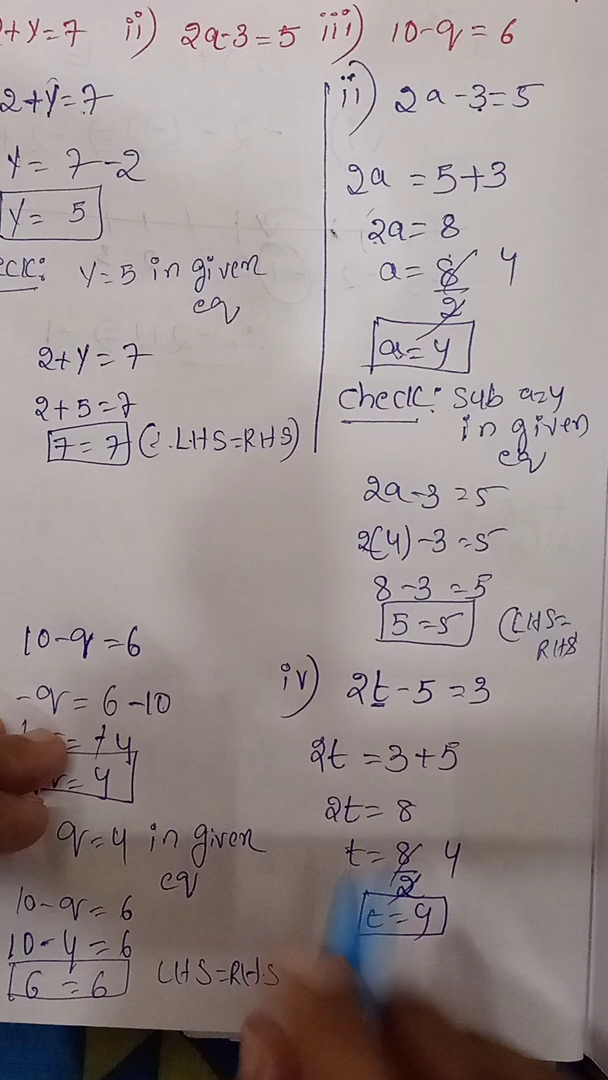 2+Y=7 ii) 2a-3=5 iii) 10-q=6
2+Y=7
Y= 7-2
Y= 5
eck: Y=5 in given
eq
2+Y=7
2+5=7
7=7 (∴LHS=RHS)
ii) 2a-3=5
2a =5+3
2a=8
a= 8/2 4
a=4
check: Sub a=4
in given
eq
2a-3=5
2(4)-3=5
8-3=5
5=5 (LHS=
RHS
10-q=6
-q= 6-10
4
= 4
q=4 in given
eq
10-q=6
10-4=6
6=6 LHS=RHS
iv) 2t-5=3
2t=3+5
2t=8
t= 8/2 4
t=4